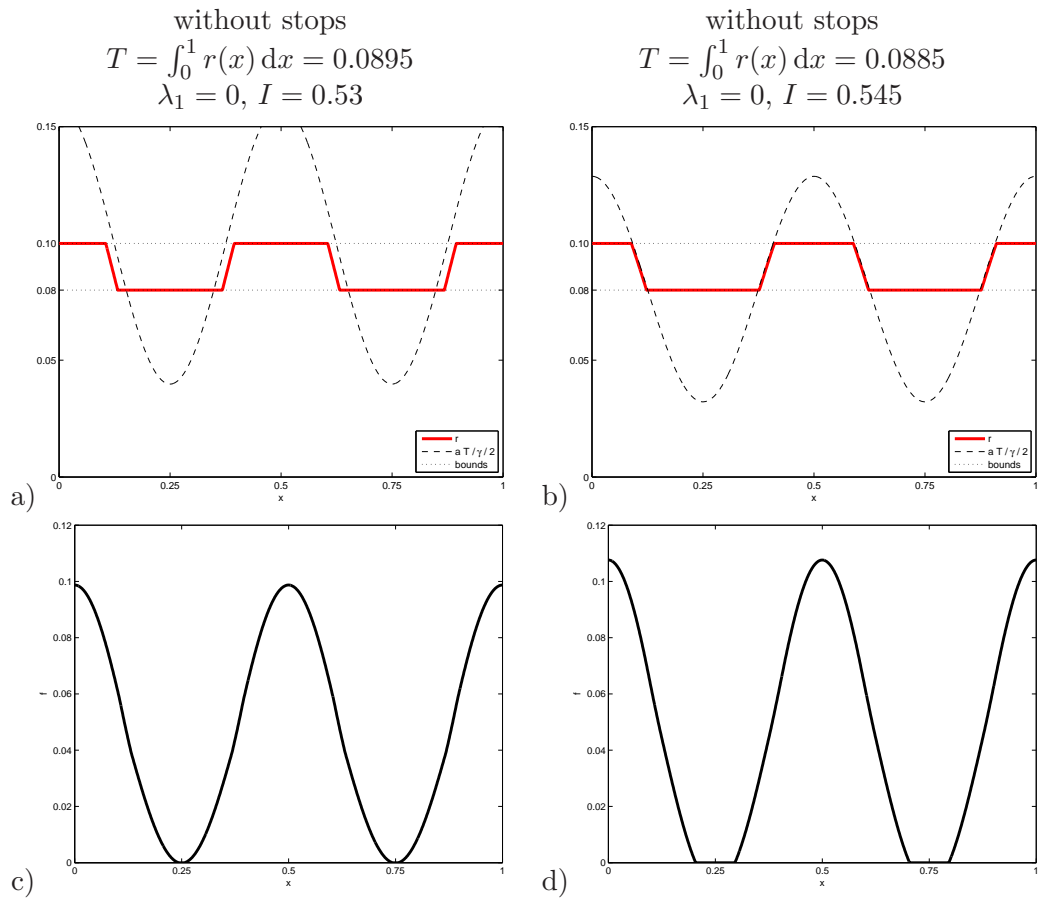 without stops
T = ∫₀¹ r(x) dx = 0.0895
λ₁ = 0, I = 0.53
0.15
0.10
0.08
0.05
0
r
a T / γ / 2
bounds
0 0.25 0.5 0.75 1
x
a)
without stops
T = ∫₀¹ r(x) dx = 0.0885
λ₁ = 0, I = 0.545
0.15
0.10
0.08
0.05
0
r
a T / γ / 2
bounds
0 0.25 0.5 0.75 1
x
b)
0.12
0.1
0.08
0.06
0.04
0.02
0
f
0 0.25 0.5 0.75 1
x
c)
0.12
0.1
0.08
0.06
0.04
0.02
0
f
0 0.25 0.5 0.75 1
x
d)